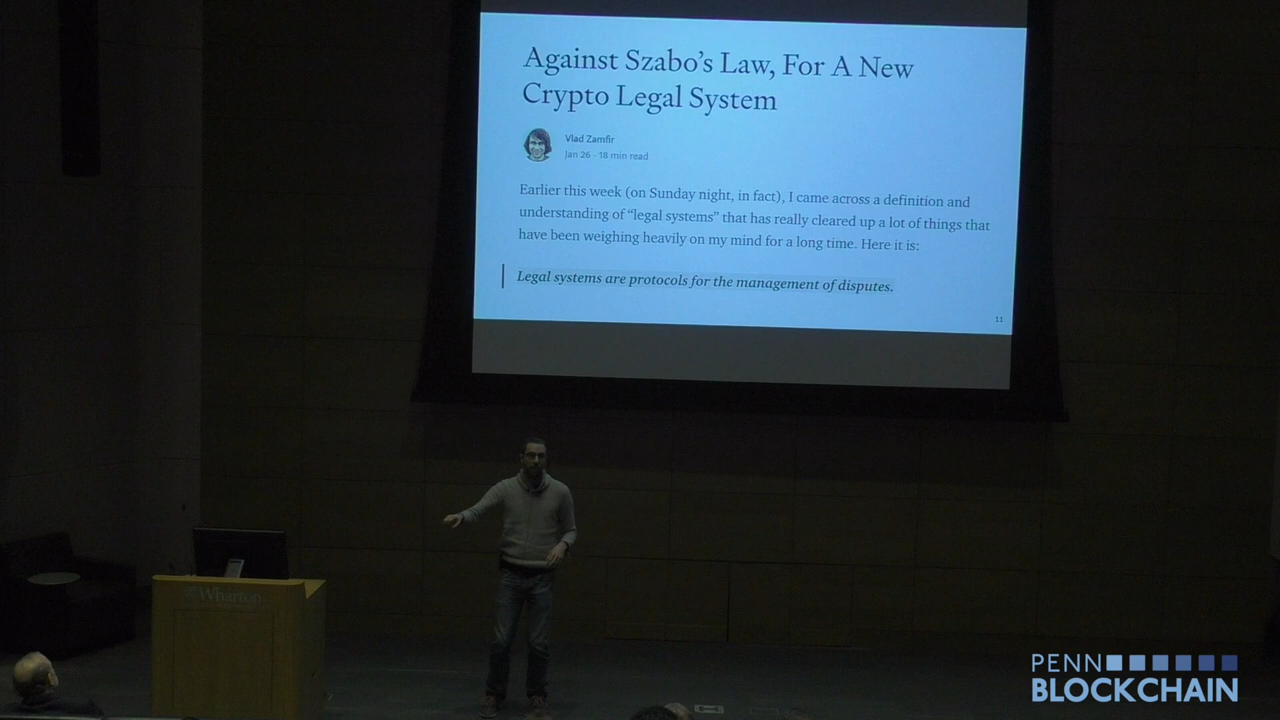 Against Szabo's Law, For A New
Crypto Legal System
Vlad Zamfir
Jan 26 · 18 min read
Earlier this week (on Sunday night, in fact), I came across a definition and
understanding of “legal systems” that has really cleared up a lot of things that
have been weighing heavily on my mind for a long time. Here it is:
Legal systems are protocols for the management of disputes.
11
Wharton
PENN
BLOCKCHAIN